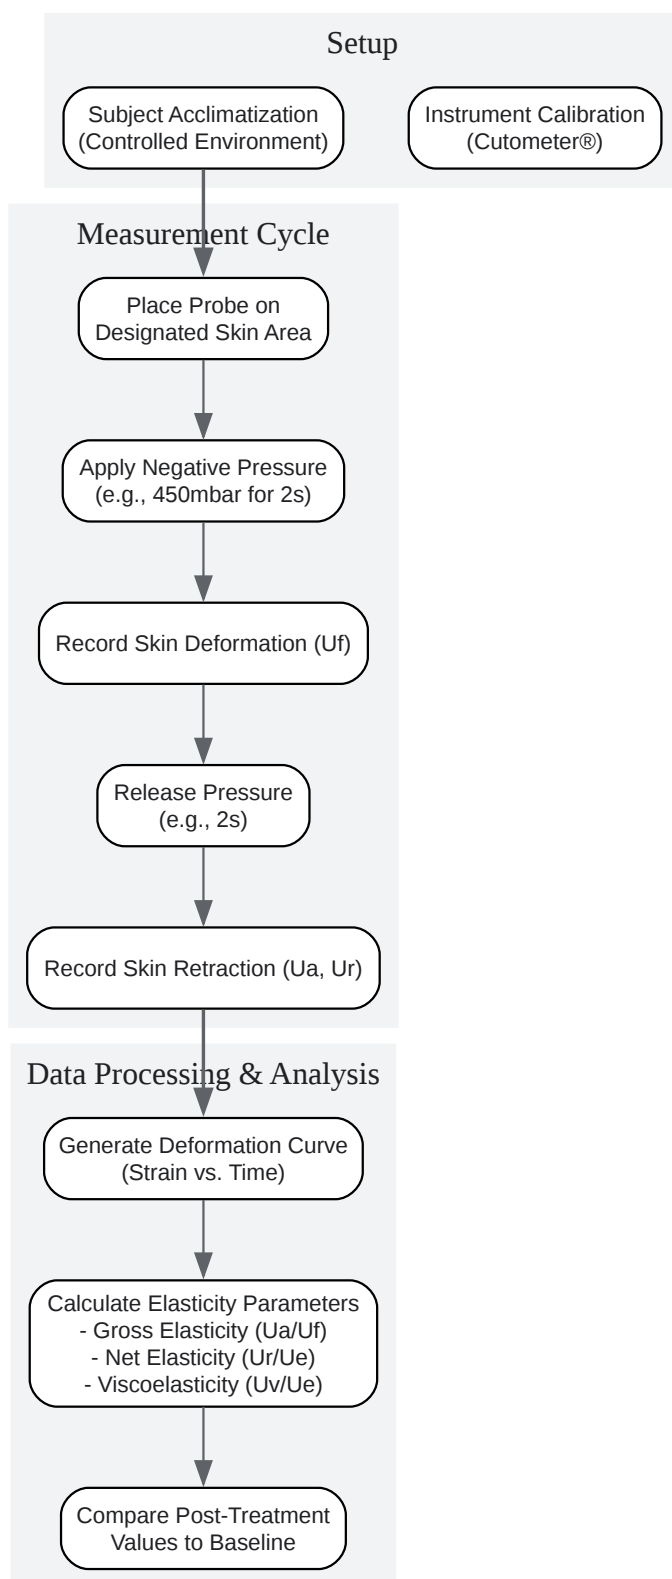 Setup
Subject Acclimatization
(Controlled Environment)
Instrument Calibration
(Cutometer®)
Measurement Cycle
Place Probe on
Designated Skin Area
Apply Negative Pressure
(e.g., 450mbar for 2s)
Record Skin Deformation (Uf)
Release Pressure
(e.g., 2s)
Record Skin Retraction (Ua, Ur)
Data Processing & Analysis
Generate Deformation Curve
(Strain vs. Time)
Calculate Elasticity Parameters
- Gross Elasticity (Ua/Uf)
- Net Elasticity (Ur/Ue)
- Viscoelasticity (Uv/Ue)
Compare Post-Treatment
Values to Baseline